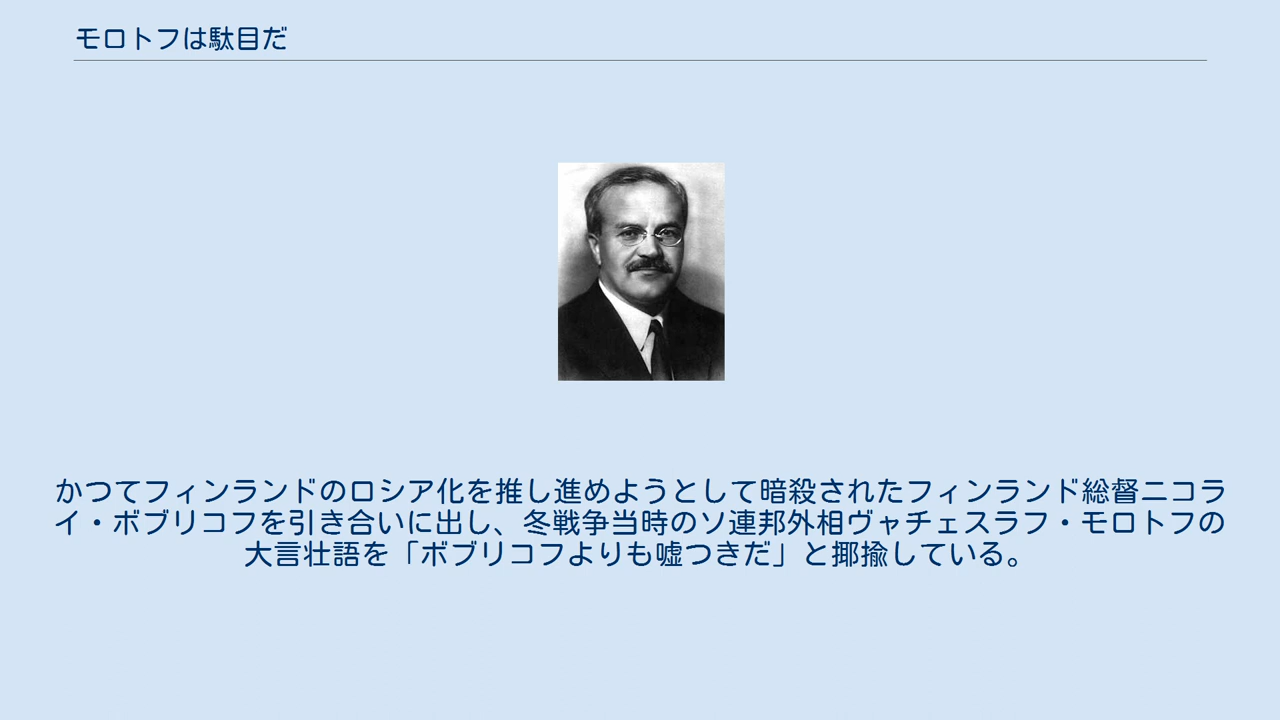 モロトフは駄目だ
かつてフィンランドのロシア化を推し進めようとして暗殺されたフィンランド総督ニコラ
イ・ボブリコフを引き合いに出し、冬戦争当時のソ連邦外相ヴャチェスラフ・モロトフの
大言壮語を「ボブリコフよりも嘘つきだ」と揶揄している。